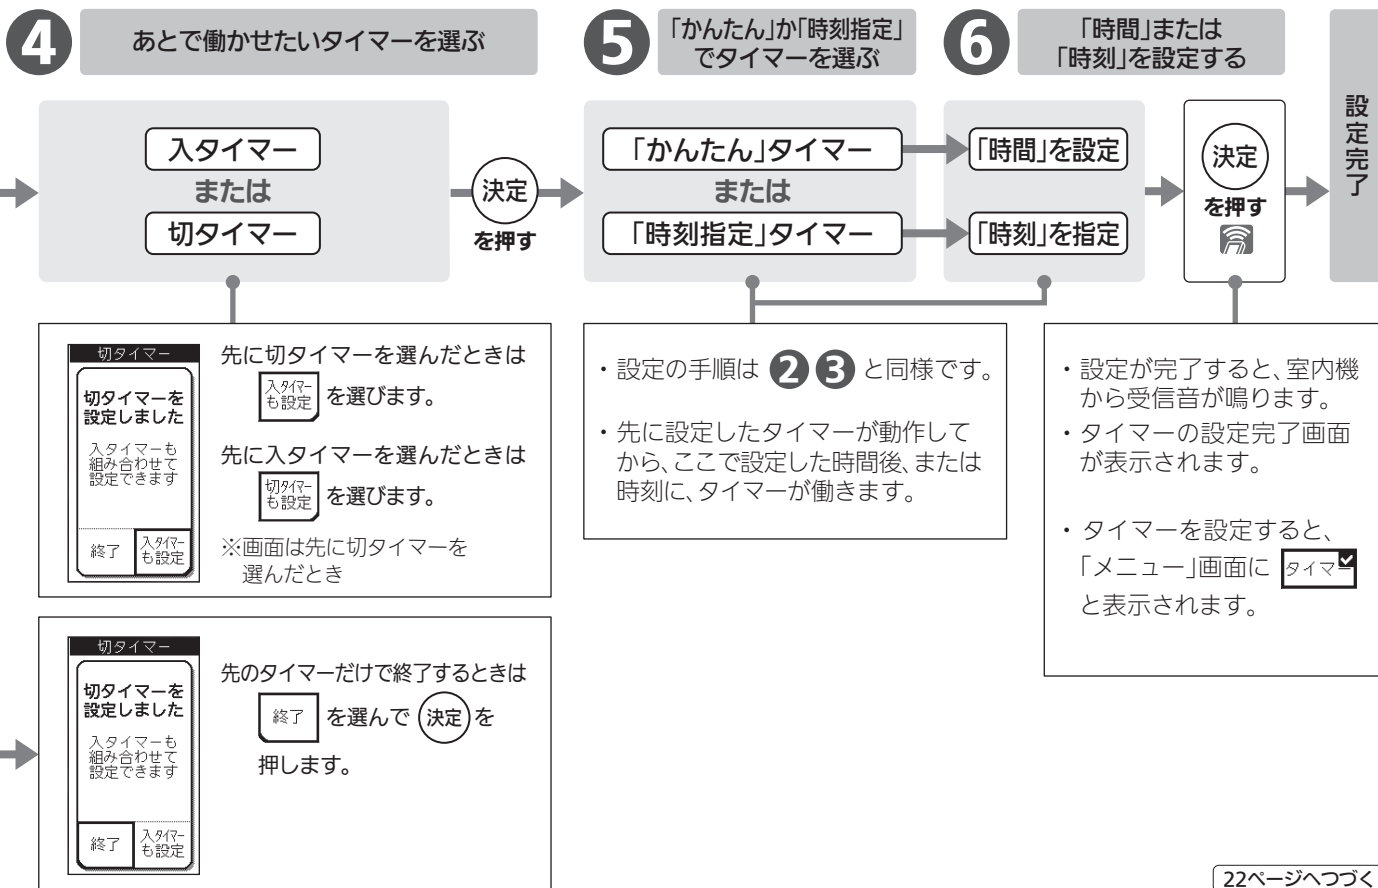 4
あとで働かせたいタイマーを選ぶ
入タイマー
または
切タイマー
決定
を押す
5
「かんたん」か「時刻指定」
でタイマーを選ぶ
「かんたん」タイマー
または
「時刻指定」タイマー
6
「時間」または
「時刻」を設定する
「時間」を設定
「時刻」を指定
決定
を押す
設定完了
切タイマー
切タイマーを
設定しました
入タイマーも
組み合わせて
設定できます
終了
入タイマー
も設定
先に切タイマーを選んだときは
入タイマー
も設定
を選びます。
先に入タイマーを選んだときは
切タイマー
も設定
を選びます。
※画面は先に切タイマーを
選んだとき
・設定の手順は 2 3 と同様です。
・先に設定したタイマーが動作して
から、ここで設定した時間後、または
時刻に、タイマーが働きます。
・設定が完了すると、室内機
から受信音が鳴ります。
・タイマーの設定完了画面
が表示されます。
・タイマーを設定すると、
「メニュー」画面に タイマー
と表示されます。
切タイマー
切タイマーを
設定しました
入タイマーも
組み合わせて
設定できます
終了
入タイマー
も設定
先のタイマーだけで終了するときは
終了 を選んで 決定 を
押します。
22ページへつづく